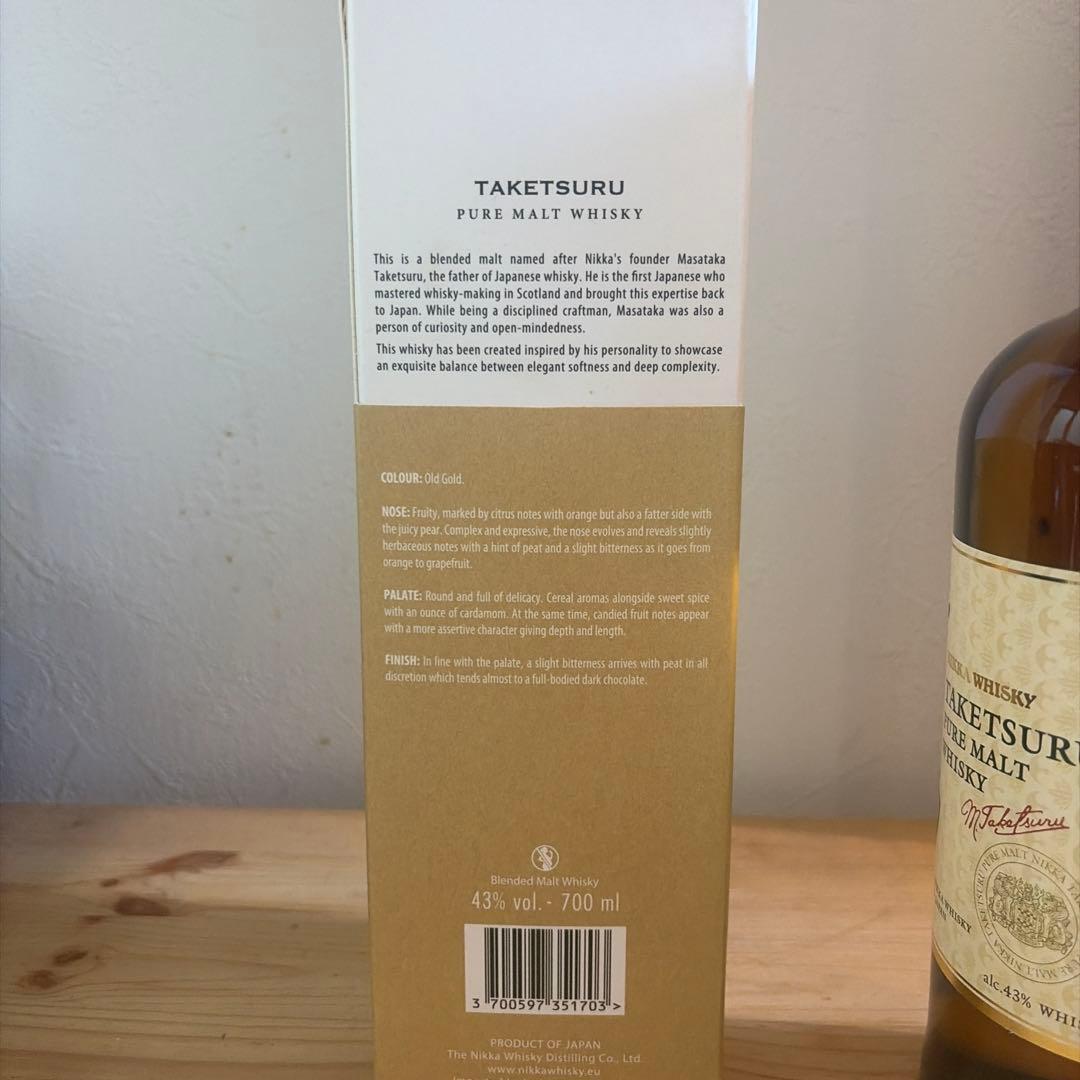 TAKETSURU
PURE MALT WHISKY
This is a blended malt named after Nikka's founder Masataka
Taketsuru, the father of Japanese whisky. He is the first Japanese who
mastered whisky-making in Scotland and brought this expertise back
to Japan. While being a disciplined craftman, Masataka was also a
person of curiosity and open-mindedness.
This whisky has been created inspired by his personality to showcase
an exquisite balance between elegant softness and deep complexity.
COLOUR: Old Gold.
NOSE: Fruity, marked by citrus notes with orange but also a fatter side with
the juicy pear. Complex and expressive, the nose evolves and reveals slightly
herbaceous notes with a hint of peat and a slight bitterness as it goes from
orange to grapefruit.
PALATE: Round and full of delicacy. Cereal aromas alongside sweet spice
with an ounce of cardamom. At the same time, candied fruit notes appear
with a more assertive character giving depth and length.
FINISH: In line with the palate, a slight bitterness arrives with peat in all
discretion which tends almost to a full-bodied dark chocolate.
Blended Malt Whisky
43% vol. - 700 ml
3 700597 351703 >
PRODUCT OF JAPAN
The Nikka Whisky Distilling Co., Ltd.
www.nikkawhisky.eu
NIKKA WHISKY
TAKETSURU
PURE MALT
WHISKY
M.Taketsuru
alc.43% WHIS